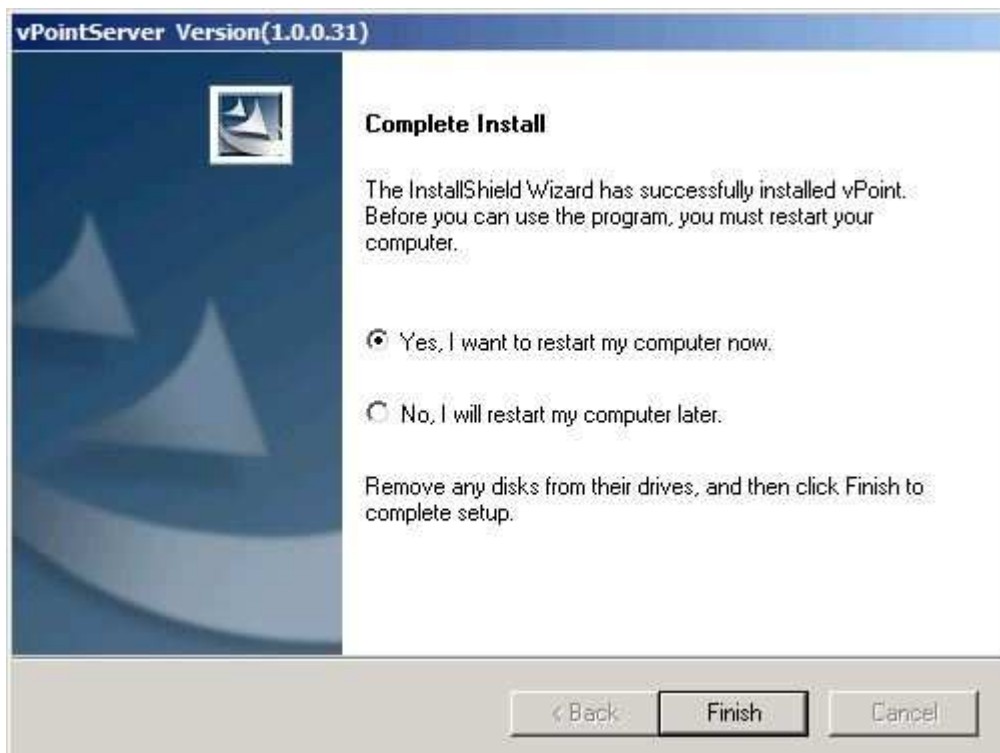 vPointServer Version(1.0.0.31)
Complete Install
The InstallShield Wizard has successfully installed vPoint.
Before you can use the program, you must restart your
computer.
Yes, I want to restart my computer now.
No, I will restart my computer later.
Remove any disks from their drives, and then click Finish to
complete setup.
< Back
Finish
Cancel